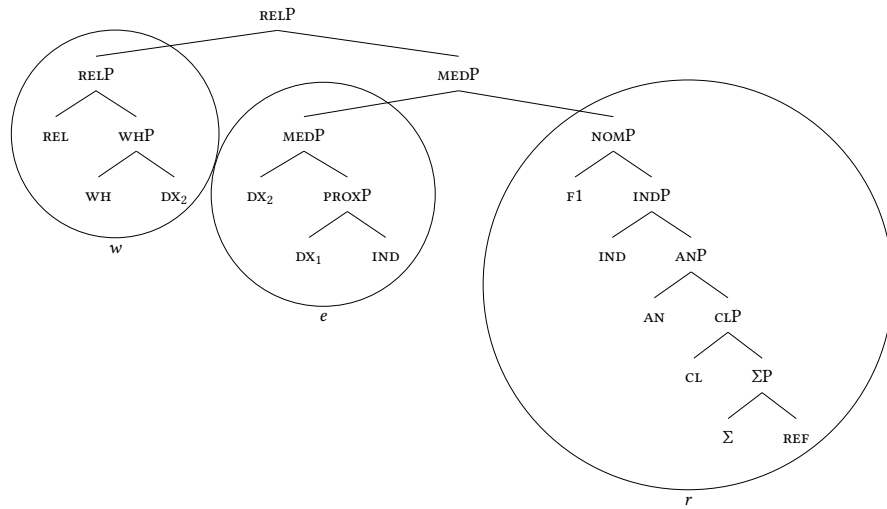 RELP
RELP MEDP
REL WHP MEDP NOMP
WH DX₂ DX₂ PROXP F1 INDP
w DX₁ IND IND ANP
e AN CLP
CL ΣP
Σ REF
r